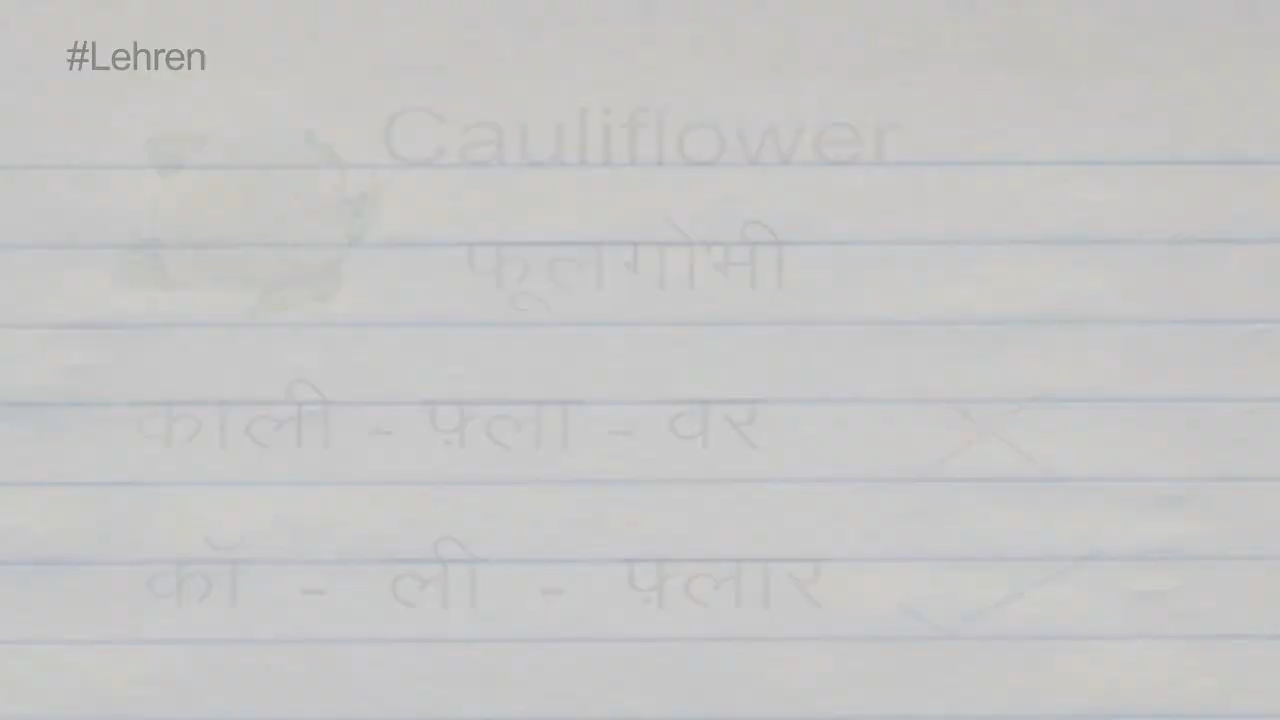 #Lehren
Cauliflower
फूलगोभी
काली - फ़्ला - वर
कॉ - ली - फ़्लार